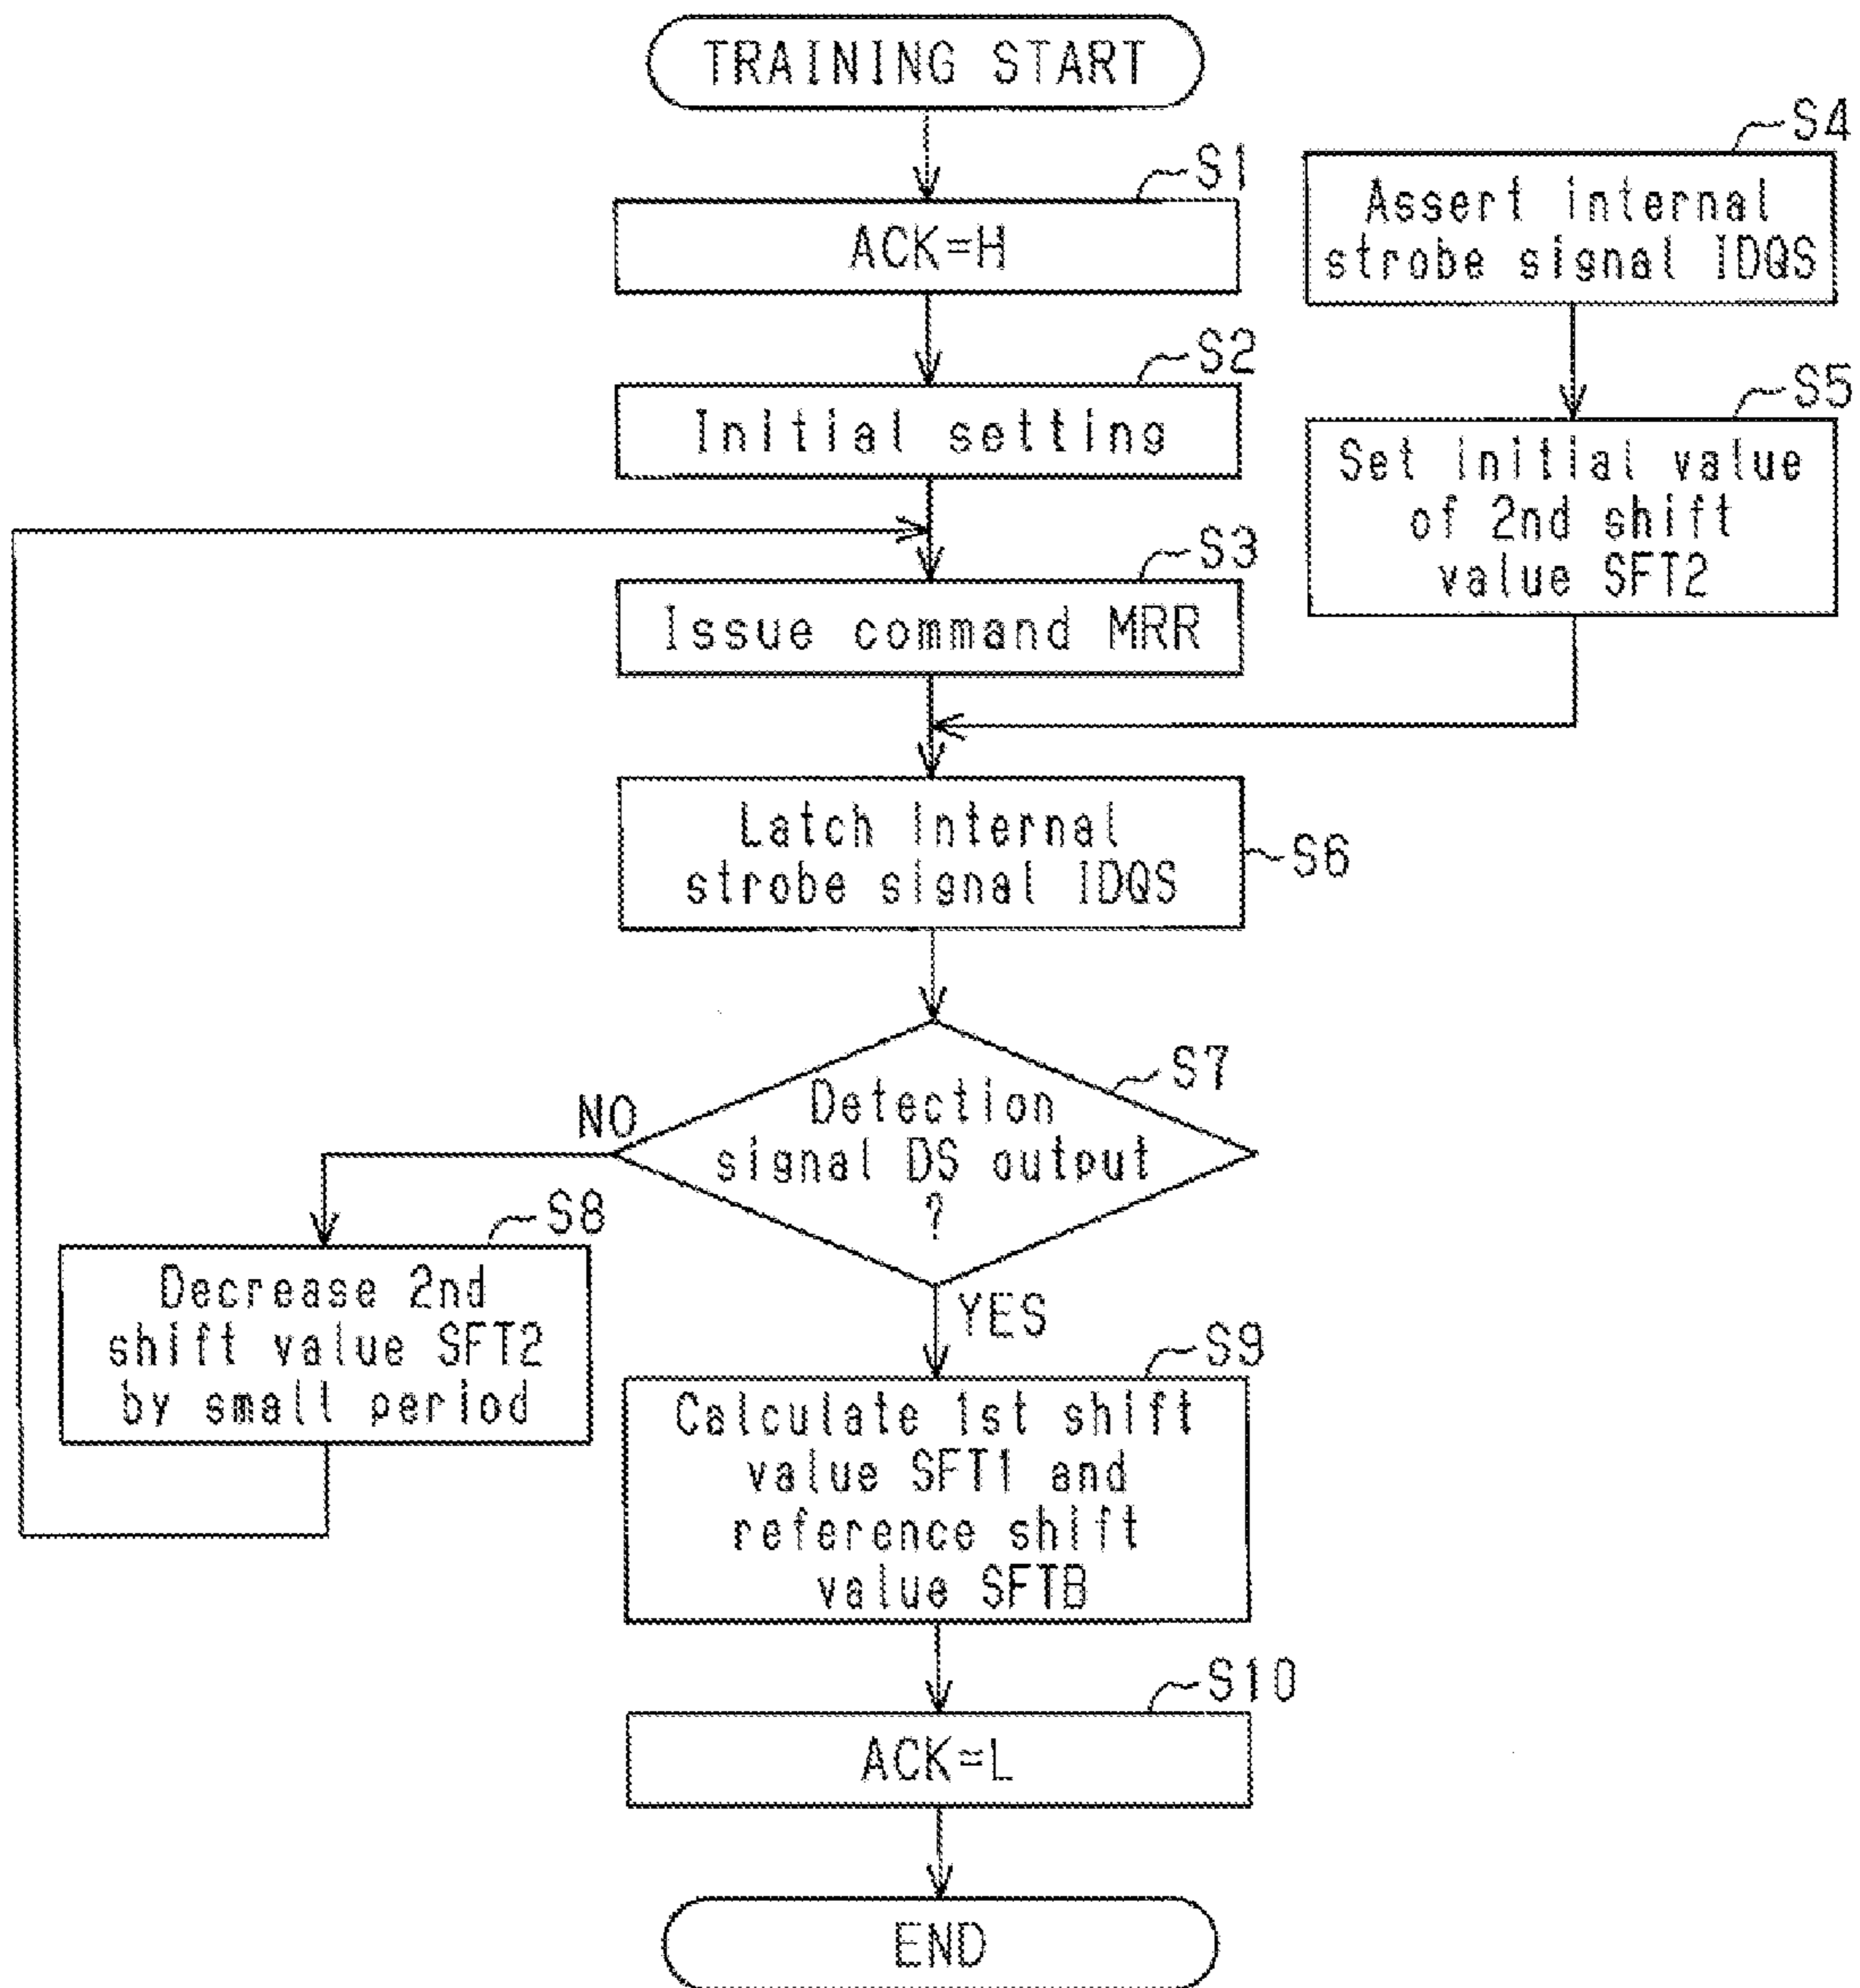 TRAINING START
S1
ACK=H
S2
Initial setting
S3
Issue command MRR
S4
Assert internal
strobe signal IDQS
S5
Set initial value
of 2nd shift
value SFT2
Latch internal
strobe signal IDQS
S6
S7
Detection
signal DS output
?
NO
YES
S8
Decrease 2nd
shift value SFT2
by small period
S9
Calculate 1st shift
value SFT1 and
reference shift
value SFTB
S10
ACK=L
END